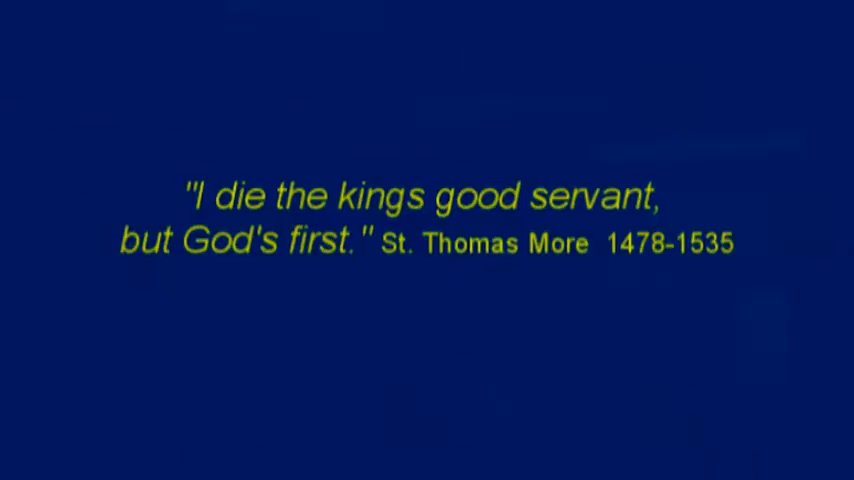 "I die the kings good servant,
but God's first." St. Thomas More 1478-1535